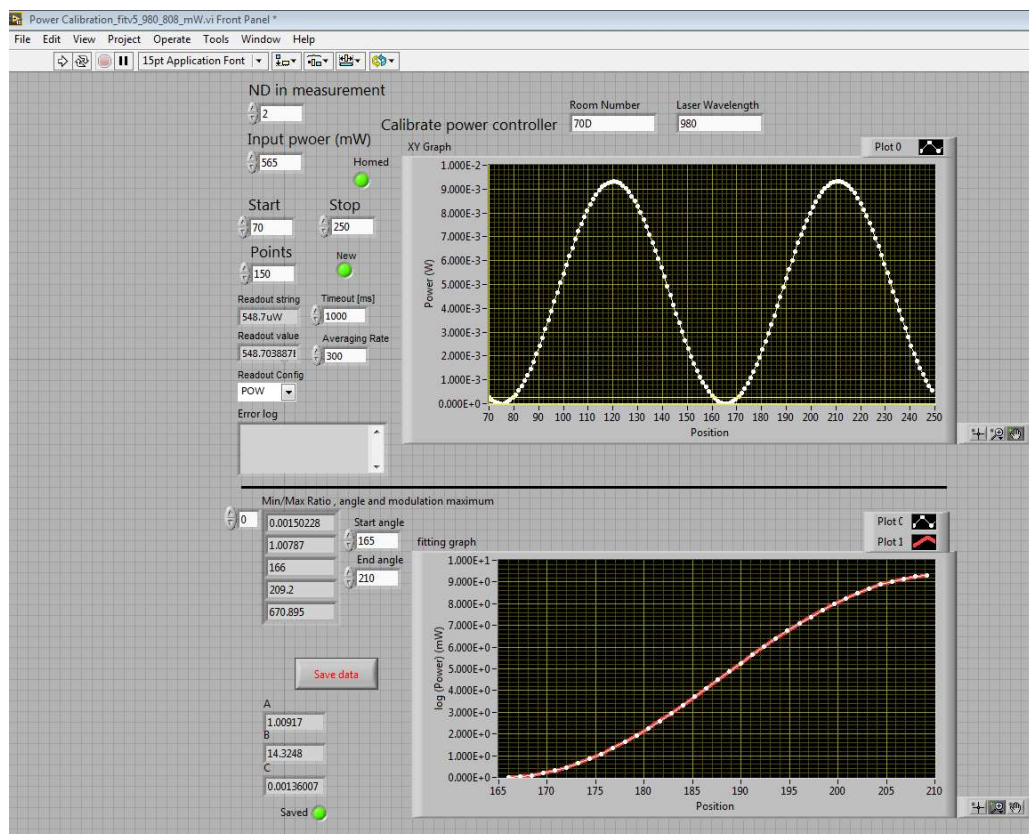 Power Calibration_fitv5_980_808_mW.vi Front Panel *
File Edit View Project Operate Tools Window Help
15pt Application Font
ND in measurement
2
Input pwoer (mW)
565
Homed
Calibrate power controller
Room Number
70D
Laser Wavelength
980
Start
70
Stop
250
Points
150
New
Readout string
548.7uW
Timeout [ms]
1000
Readout value
548.703887
Averaging Rate
300
Readout Config
POW
Error log
XY Graph
Plot 0
1.000E-2
9.000E-3
8.000E-3
7.000E-3
6.000E-3
5.000E-3
4.000E-3
3.000E-3
2.000E-3
1.000E-3
0.000E+0
Power (W)
70 80 90 100 110 120 130 140 150 160 170 180 190 200 210 220 230 240 250
Position
Min/Max Ratio , angle and modulation maximum
0
0.00150228
1.00787
166
209.2
670.895
Start angle
165
End angle
210
Save data
A
1.00917
B
14.3248
C
0.00136007
Saved
fitting graph
Plot 0
Plot 1
1.000E+1
9.000E+0
8.000E+0
7.000E+0
6.000E+0
5.000E+0
4.000E+0
3.000E+0
2.000E+0
1.000E+0
0.000E+0
log (Power) (mW)
165 170 175 180 185 190 195 200 205 210
Position